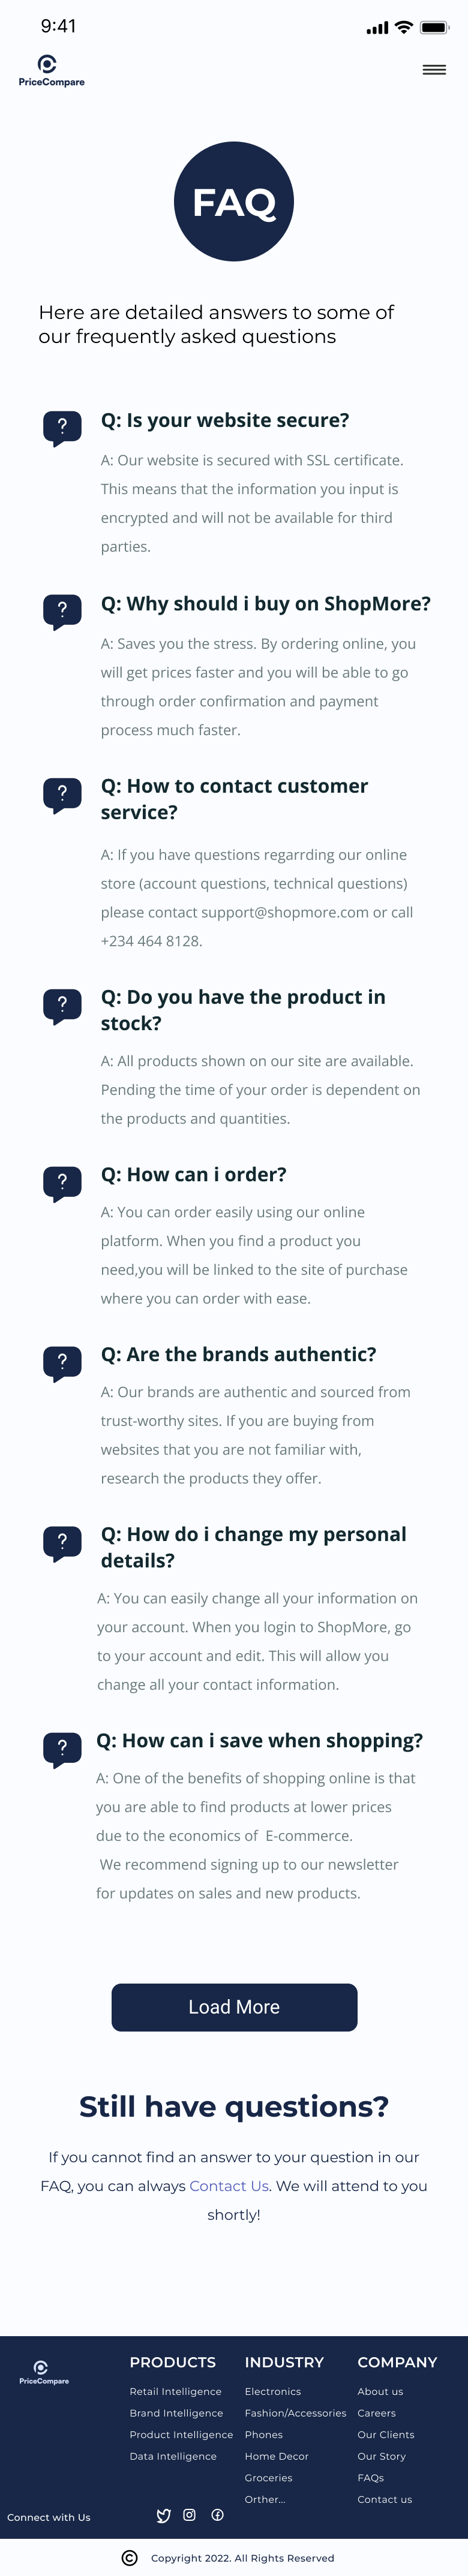 9:41
PriceCompare
FAQ
Here are detailed answers to some of
our frequently asked questions
?
Q: Is your website secure?
A: Our website is secured with SSL certificate.
This means that the information you input is
encrypted and will not be available for third
parties.
?
Q: Why should i buy on ShopMore?
A: Saves you the stress. By ordering online, you
will get prices faster and you will be able to go
through order confirmation and payment
process much faster.
?
Q: How to contact customer
service?
A: If you have questions regarrding our online
store (account questions, technical questions)
please contact support@shopmore.com or call
+234 464 8128.
?
Q: Do you have the product in
stock?
A: All products shown on our site are available.
Pending the time of your order is dependent on
the products and quantities.
?
Q: How can i order?
A: You can order easily using our online
platform. When you find a product you
need,you will be linked to the site of purchase
where you can order with ease.
?
Q: Are the brands authentic?
A: Our brands are authentic and sourced from
trust-worthy sites. If you are buying from
websites that you are not familiar with,
research the products they offer.
?
Q: How do i change my personal
details?
A: You can easily change all your information on
your account. When you login to ShopMore, go
to your account and edit. This will allow you
change all your contact information.
?
Q: How can i save when shopping?
A: One of the benefits of shopping online is that
you are able to find products at lower prices
due to the economics of E-commerce.
We recommend signing up to our newsletter
for updates on sales and new products.
Load More
Still have questions?
If you cannot find an answer to your question in our
FAQ, you can always Contact Us. We will attend to you
shortly!
PriceCompare
PRODUCTS
Retail Intelligence
Brand Intelligence
Product Intelligence
Data Intelligence
INDUSTRY
Electronics
Fashion/Accessories
Phones
Home Decor
Groceries
Orther...
COMPANY
About us
Careers
Our Clients
Our Story
FAQs
Contact us
Connect with Us
© Copyright 2022. All Rights Reserved